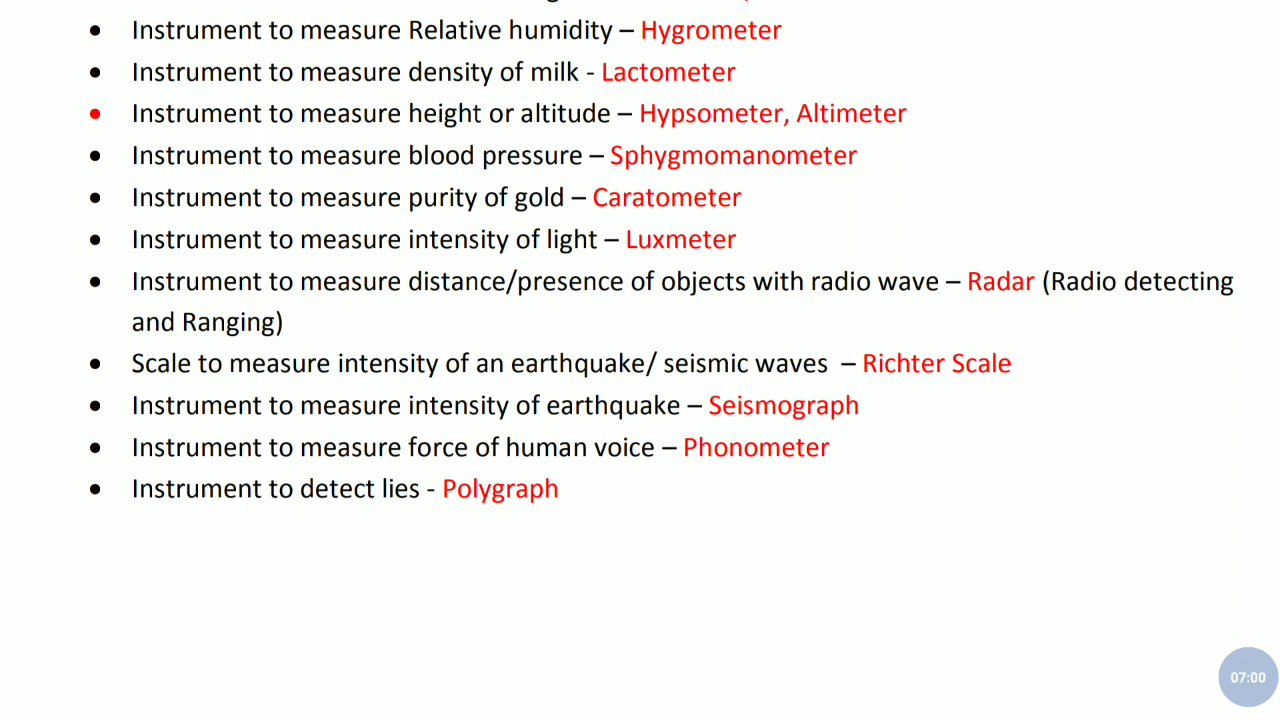 • Instrument to measure Relative humidity – Hygrometer
• Instrument to measure density of milk - Lactometer
• Instrument to measure height or altitude – Hypsometer, Altimeter
• Instrument to measure blood pressure – Sphygmomanometer
• Instrument to measure purity of gold – Caratometer
• Instrument to measure intensity of light – Luxmeter
• Instrument to measure distance/presence of objects with radio wave – Radar (Radio detecting
and Ranging)
• Scale to measure intensity of an earthquake/ seismic waves – Richter Scale
• Instrument to measure intensity of earthquake – Seismograph
• Instrument to measure force of human voice – Phonometer
• Instrument to detect lies - Polygraph
07:00